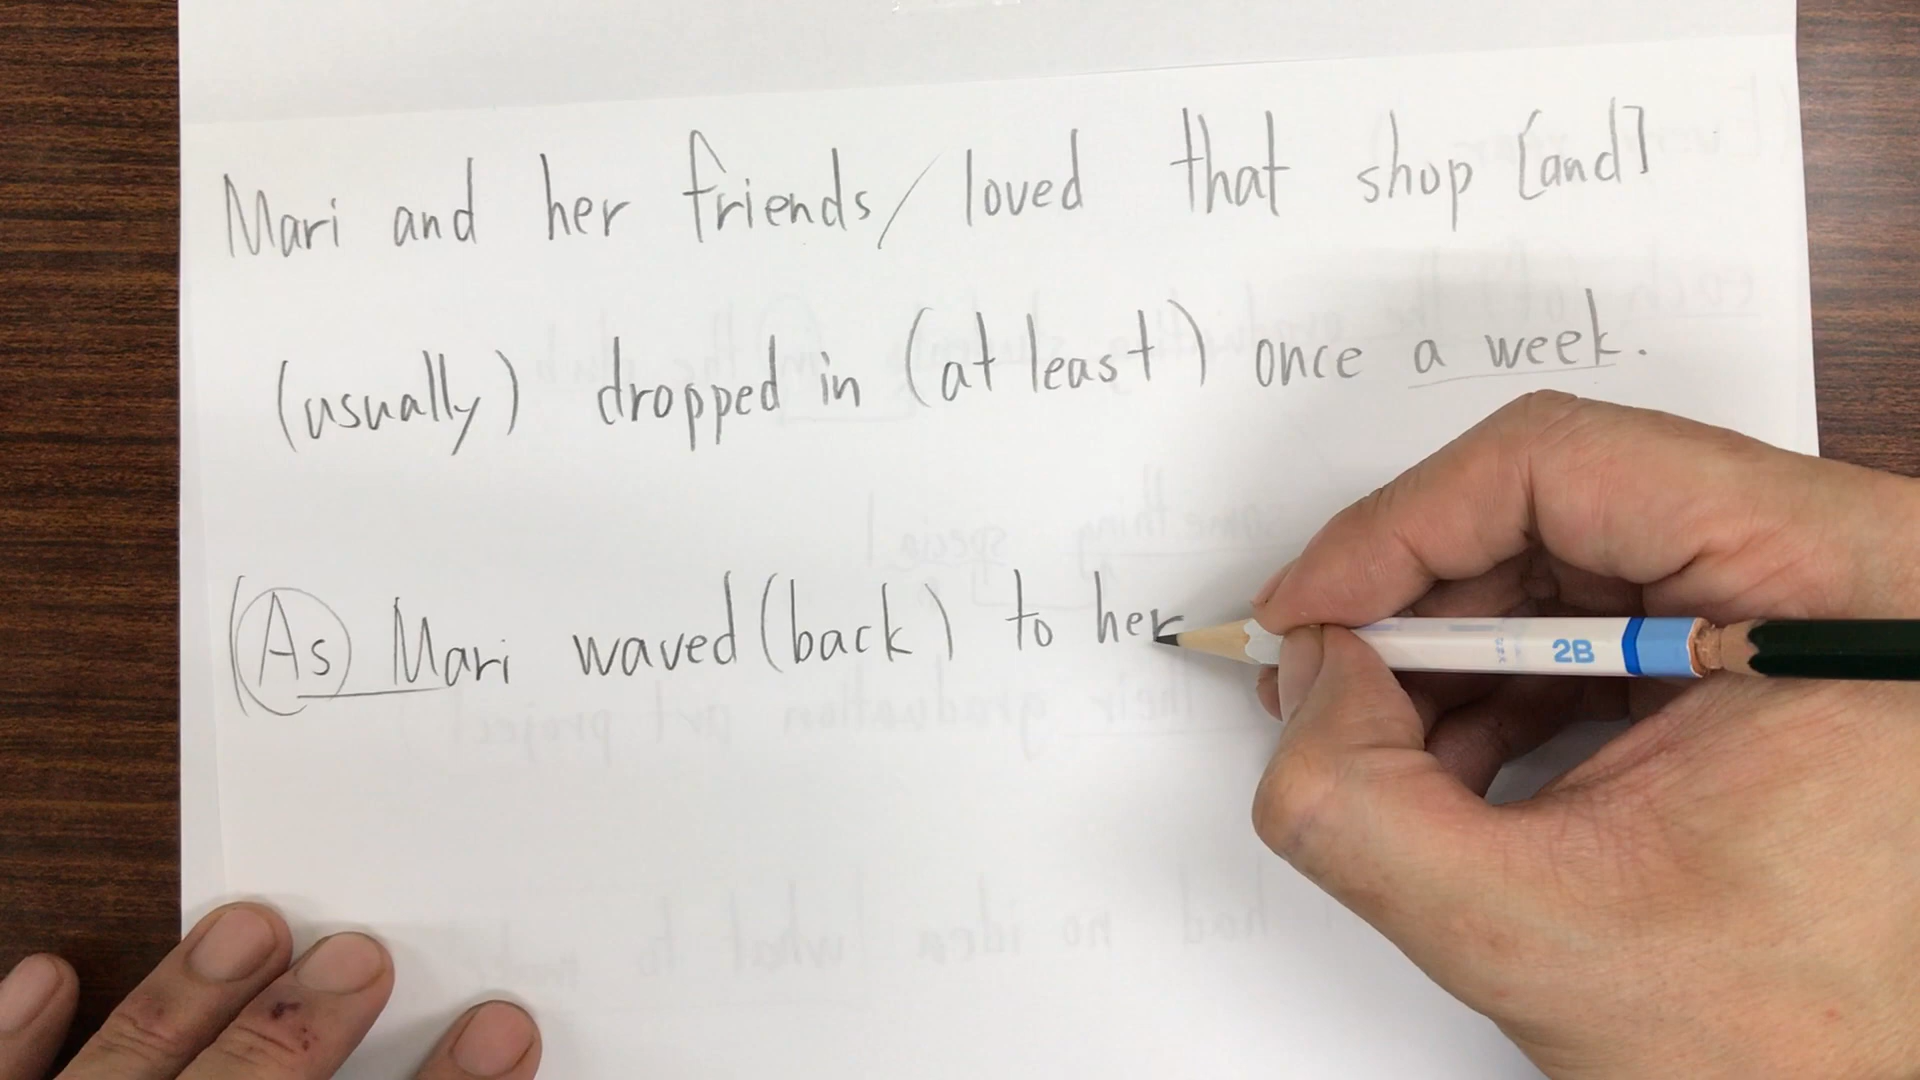 Mari and her friends/ loved that shop [and]
(usually) dropped in (at least) once a week.
(As Mari waved (back) to her
2B